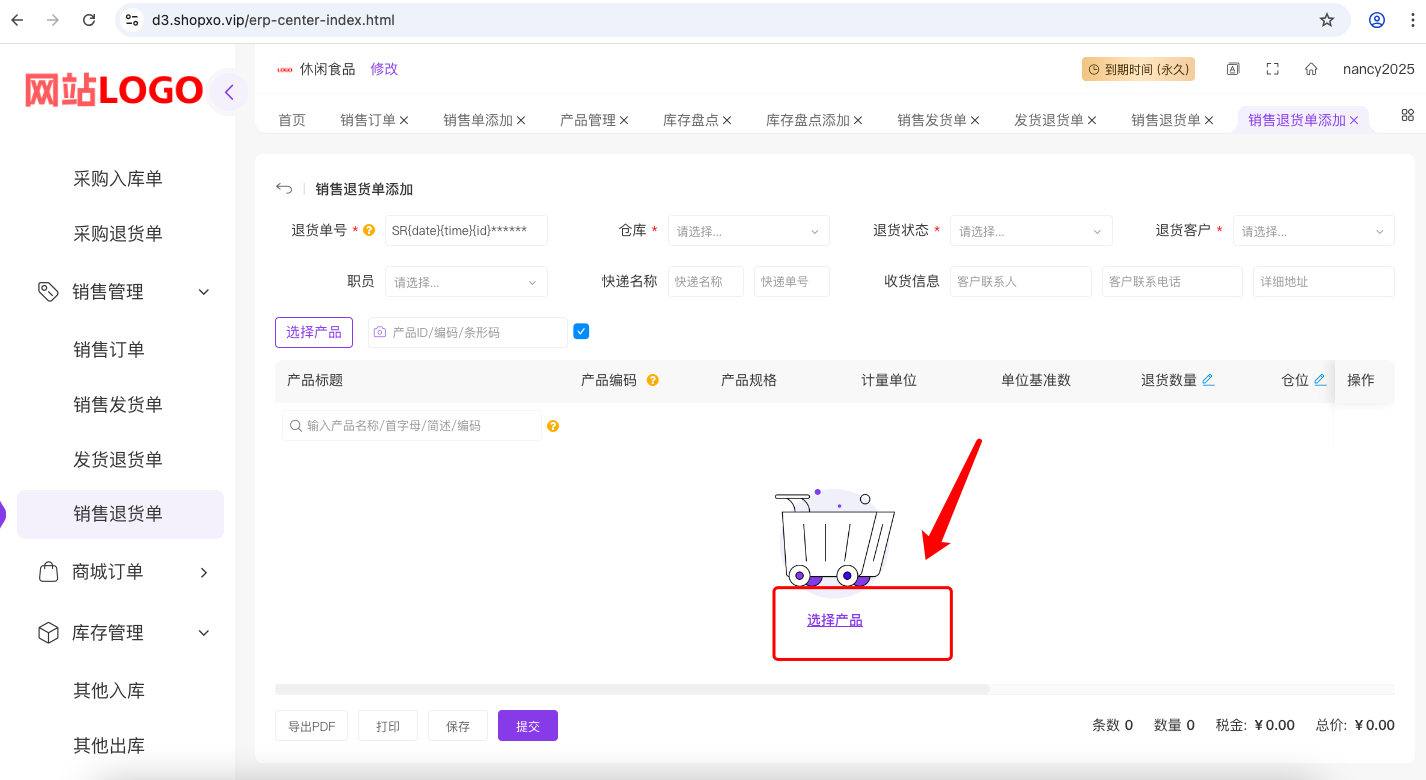 d3.shopxo.vip/erp-center-index.html
网站LOGO
LOGO 休闲食品 修改
到期时间 (永久)
nancy2025
首页 销售订单 销售单添加 产品管理 库存盘点 库存盘点添加 销售发货单 发货退货单 销售退货单 销售退货单添加
采购入库单
采购退货单
销售管理
销售订单
销售发货单
发货退货单
销售退货单
商城订单
库存管理
其他入库
其他出库
销售退货单添加
退货单号 * SR{date}{time}{id}****** 仓库 * 请选择... 退货状态 * 请选择... 退货客户 * 请选择...
职员 请选择... 快递名称 快递名称 快递单号 收货信息 客户联系人 客户联系电话 详细地址
选择产品 产品ID/编码/条形码
产品标题 产品编码 产品规格 计量单位 单位基准数 退货数量 仓位 操作
输入产品名称/首字母/简述/编码
选择产品
导出PDF 打印 保存 提交
条数 0 数量 0 税金: ¥0.00 总价: ¥0.00